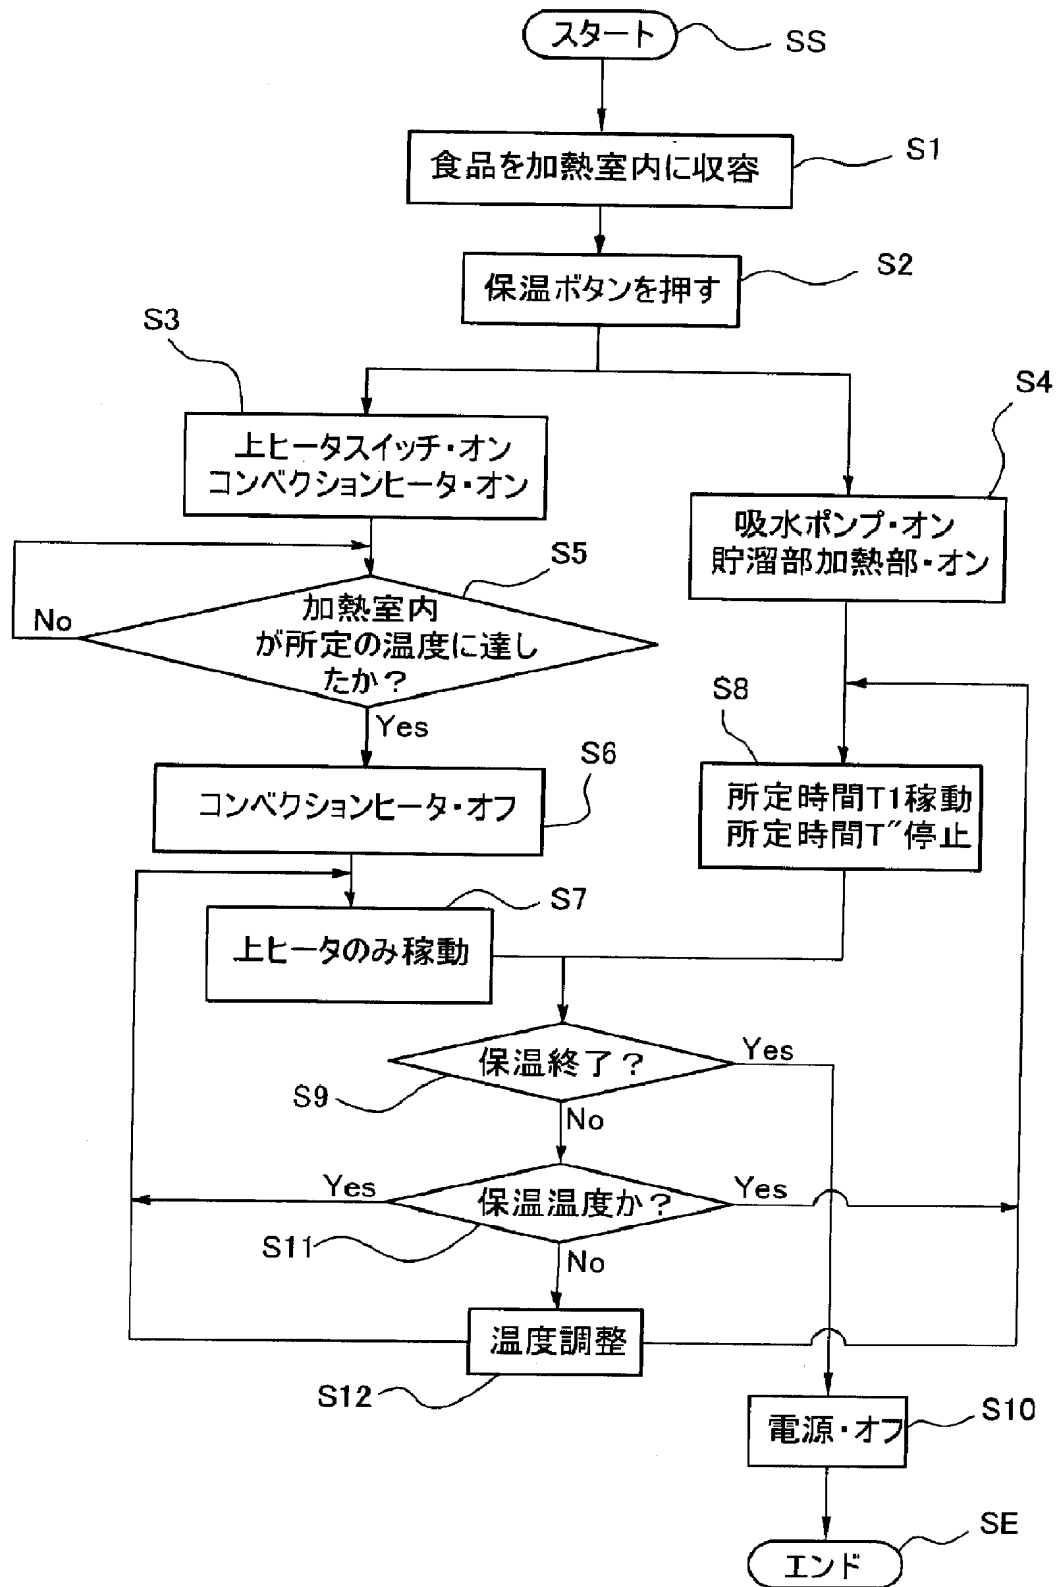 スタート
SS
食品を加熱室内に収容
S1
保温ボタンを押す
S2
S3
上ヒータスイッチ・オン
コンベクションヒータ・オン
S4
吸水ポンプ・オン
貯溜部加熱部・オン
S5
加熱室内
が所定の温度に達し
たか？
No
Yes
S6
コンベクションヒータ・オフ
S8
所定時間T1稼動
所定時間T″停止
S7
上ヒータのみ稼動
保温終了？
Yes
S9
No
Yes
保温温度か？
Yes
S11
No
温度調整
S12
電源・オフ
S10
SE
エンド